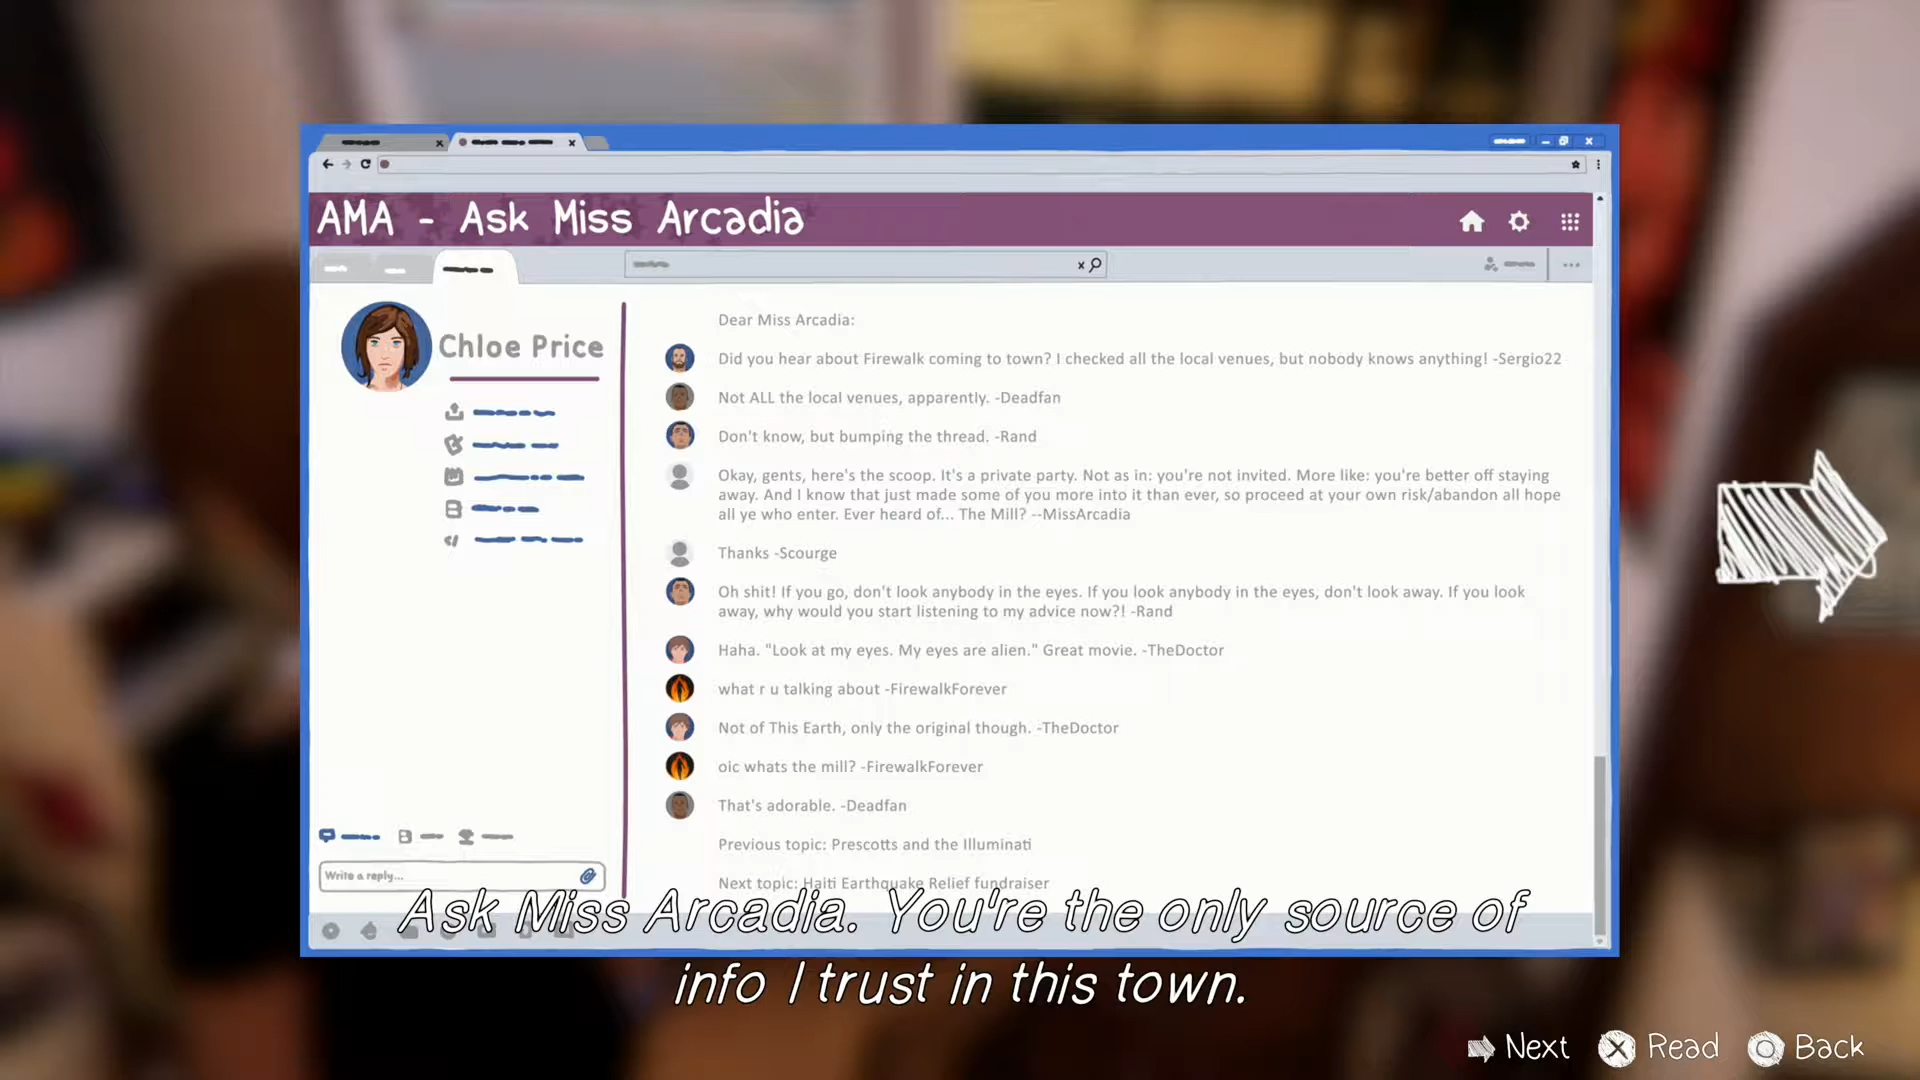 AMA - Ask Miss Arcadia
Chloe Price
Dear Miss Arcadia:
Did you hear about Firewalk coming to town? I checked all the local venues, but nobody knows anything! -Sergio22
Not ALL the local venues, apparently. -Deadfan
Don't know, but bumping the thread. -Rand
Okay, gents, here's the scoop. It's a private party. Not as in: you're not invited. More like: you're better off staying
away. And I know that just made some of you more into it than ever, so proceed at your own risk/abandon all hope
all ye who enter. Ever heard of... The Mill? --MissArcadia
Thanks -Scourge
Oh shit! If you go, don't look anybody in the eyes. If you look anybody in the eyes, don't look away. If you look
away, why would you start listening to my advice now?! -Rand
Haha. "Look at my eyes. My eyes are alien." Great movie. -TheDoctor
what r u talking about -FirewalkForever
Not of This Earth, only the original though. -TheDoctor
oic whats the mill? -FirewalkForever
That's adorable. -Deadfan
Previous topic: Prescotts and the Illuminati
Next topic: Haiti Earthquake Relief fundraiser
Write a reply...
Ask Miss Arcadia. You're the only source of
info I trust in this town.
Next Read Back